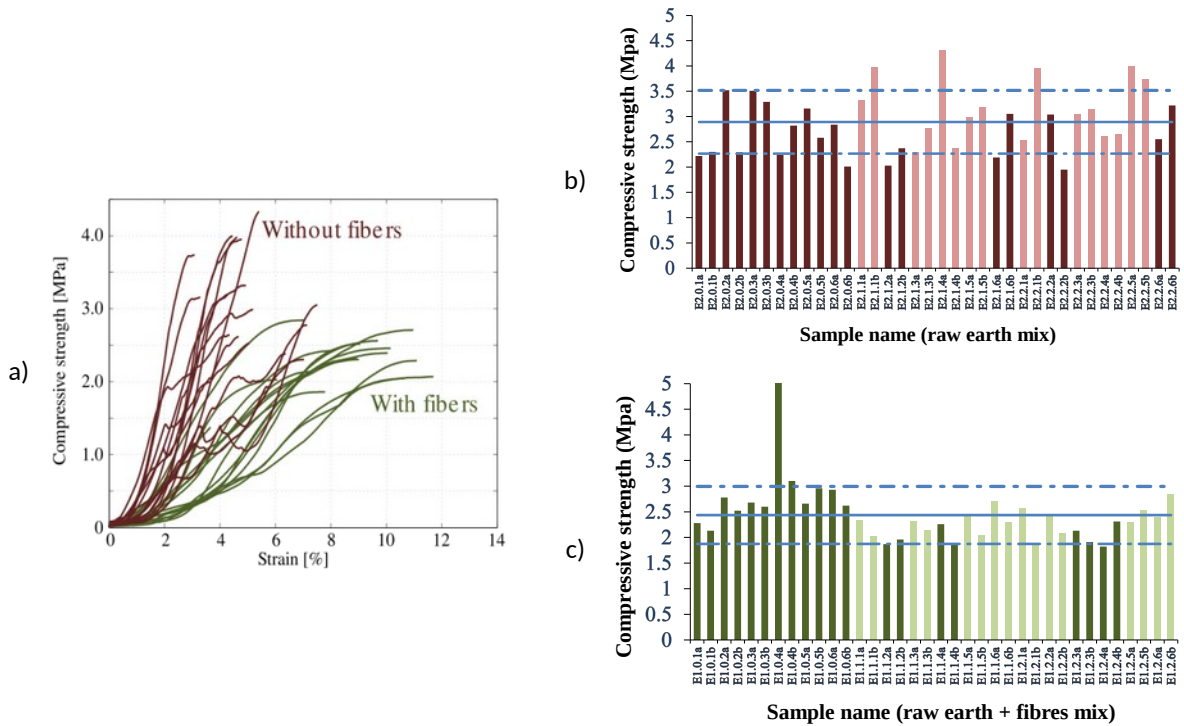 a)
Compressive strength [MPa]
4.0
3.0
2.0
1.0
0
0 2 4 6 8 10 12 14
Strain [%]
Without fibers
With fibers
b)
Compressive strength (Mpa)
5
4.5
4
3.5
3
2.5
2
1.5
1
0.5
0
E2.0.1a
E2.0.1b
E2.0.2a
E2.0.2b
E2.0.3a
E2.0.3b
E2.0.4a
E2.0.4b
E2.0.5a
E2.0.5b
E2.0.6a
E2.0.6b
E2.1.1a
E2.1.1b
E2.1.2a
E2.1.2b
E2.1.3a
E2.1.3b
E2.1.4a
E2.1.4b
E2.1.5a
E2.1.5b
E2.1.6a
E2.1.6b
E2.2.1a
E2.2.1b
E2.2.2a
E2.2.2b
E2.2.3a
E2.2.3b
E2.2.4a
E2.2.4b
E2.2.5a
E2.2.5b
E2.2.6a
E2.2.6b
Sample name (raw earth mix)
c)
Compressive strength (Mpa)
5
4.5
4
3.5
3
2.5
2
1.5
1
0.5
0
E1.0.1a
E1.0.1b
E1.0.2a
E1.0.2b
E1.0.3a
E1.0.3b
E1.0.4a
E1.0.4b
E1.0.5a
E1.0.5b
E1.0.6a
E1.0.6b
E1.1.1a
E1.1.1b
E1.1.2a
E1.1.2b
E1.1.3a
E1.1.3b
E1.1.4a
E1.1.4b
E1.1.5a
E1.1.5b
E1.1.6a
E1.1.6b
E1.2.1a
E1.2.1b
E1.2.2a
E1.2.2b
E1.2.3a
E1.2.3b
E1.2.4a
E1.2.4b
E1.2.5a
E1.2.5b
E1.2.6a
E1.2.6b
Sample name (raw earth + fibres mix)